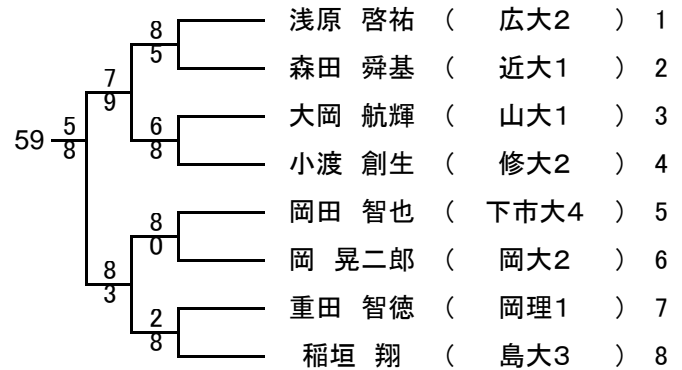 浅原 啓祐 ( 広大2 ) 1
8
5
森田 舜基 ( 近大1 ) 2
7
9
大岡 航輝 ( 山大1 ) 3
6
8
59
5
8
小渡 創生 ( 修大2 ) 4
岡田 智也 ( 下市大4 ) 5
8
0
岡 晃二郎 ( 岡大2 ) 6
8
3
重田 智徳 ( 岡理1 ) 7
2
8
稲垣 翔 ( 島大3 ) 8